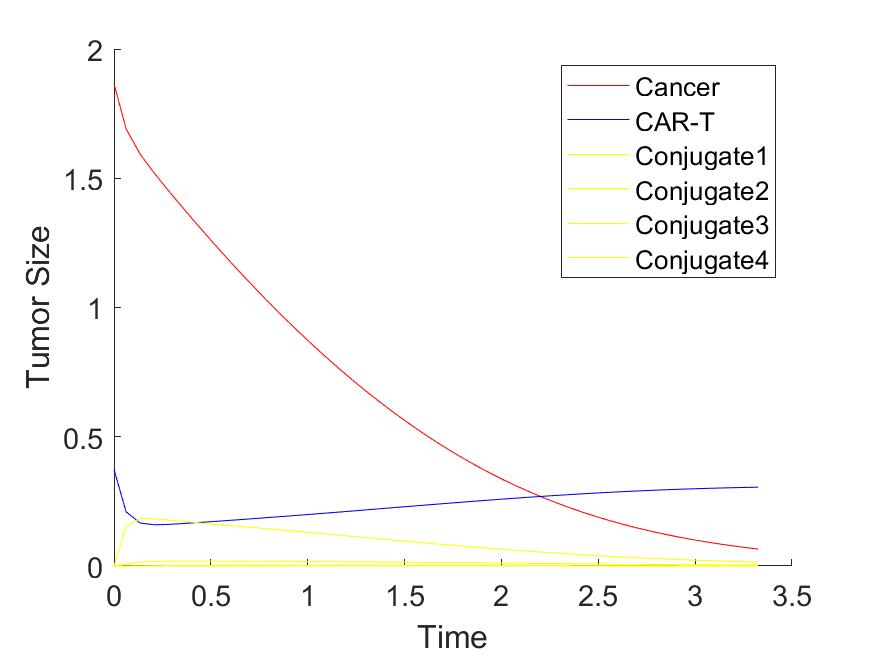 2
1.5
1
0.5
0
0
0.5
1
1.5
2
2.5
3
3.5
Tumor Size
Time
Cancer
CAR-T
Conjugate1
Conjugate2
Conjugate3
Conjugate4